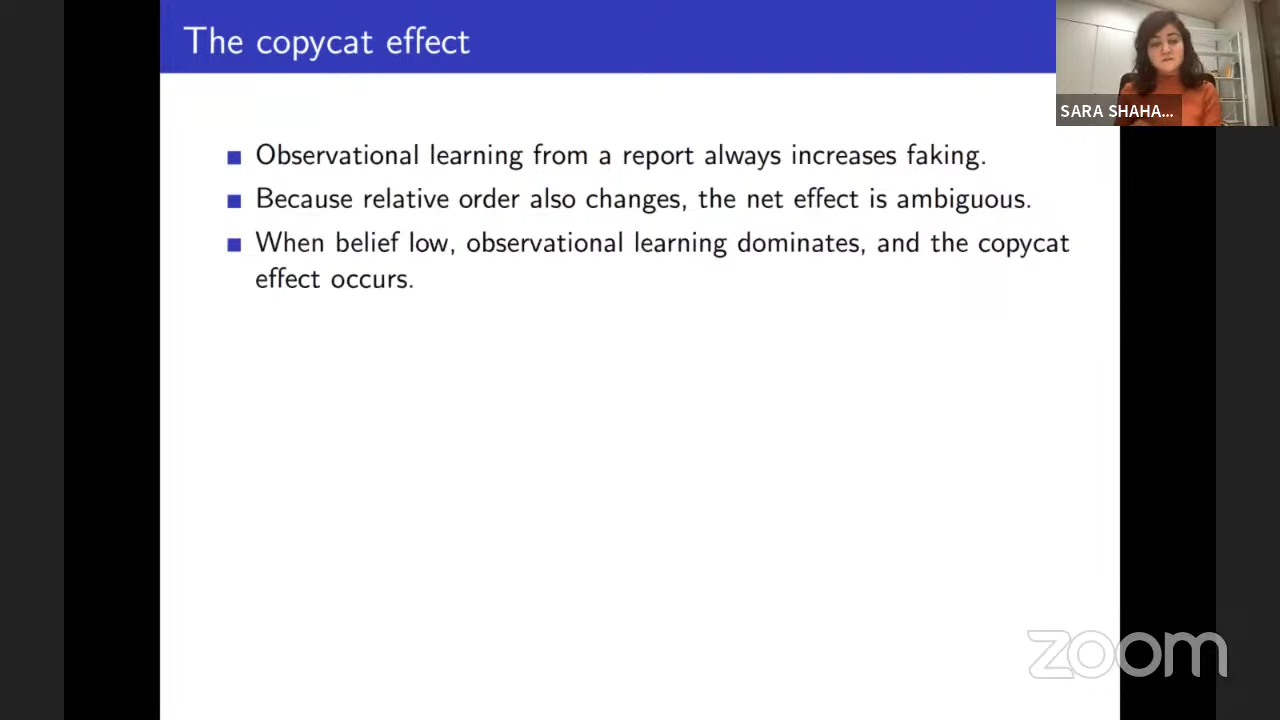 The copycat effect
SARA SHAHA...
Observational learning from a report always increases faking.
Because relative order also changes, the net effect is ambiguous.
When belief low, observational learning dominates, and the copycat
effect occurs.
zoom